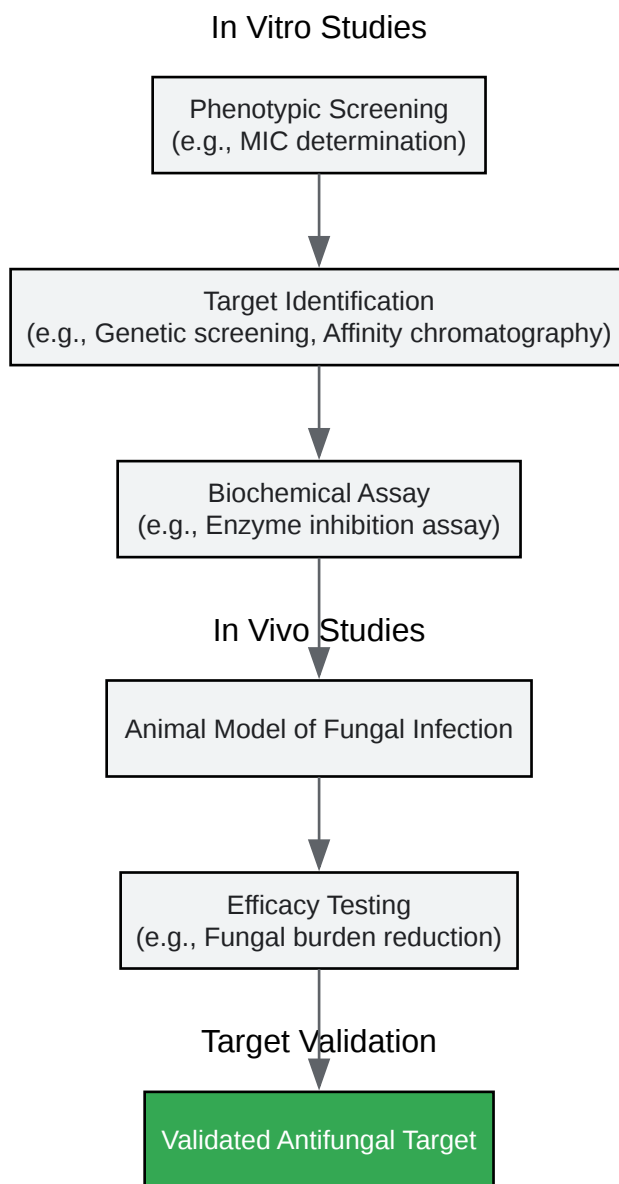 In Vitro Studies
Phenotypic Screening
(e.g., MIC determination)
Target Identification
(e.g., Genetic screening, Affinity chromatography)
Biochemical Assay
(e.g., Enzyme inhibition assay)
In Vivo Studies
Animal Model of Fungal Infection
Efficacy Testing
(e.g., Fungal burden reduction)
Target Validation
Validated Antifungal Target